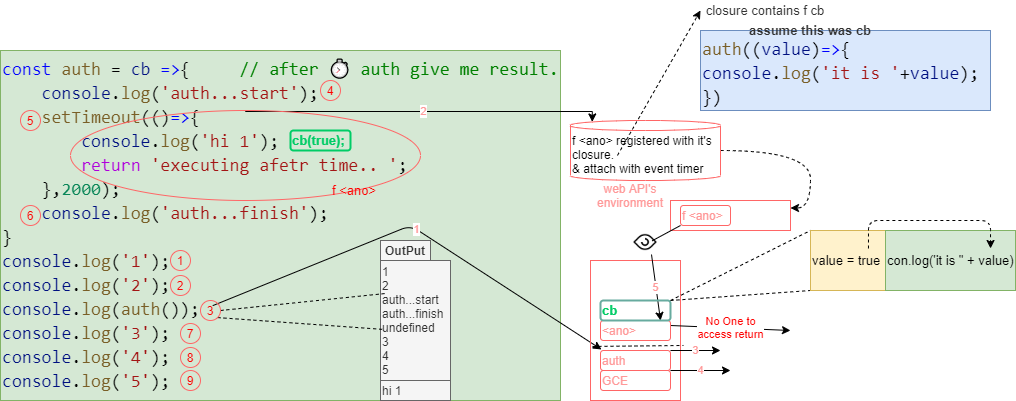 closure contains f cb
assume this was cb
auth((value)=>{
console.log('it is '+value);
})
const auth = cb =>{ // after auth give me result.
console.log('auth...start'); 4
5 setTimeout(()=>{
console.log('hi 1'); cb(true);
return 'executing afetr time.. ';
},2000);
f <ano>
6 console.log('auth...finish');
}
console.log('1'); 1
console.log('2'); 2
console.log(auth()); 3
console.log('3'); 7
console.log('4'); 8
console.log('5'); 9
OutPut
1
2
auth...start
auth...finish
undefined
3
4
5
hi 1
2
1
f <ano> registered with it's
closure.
& attach with event timer
web API's
environment
f <ano>
5
cb
<ano>
auth
GCE
No One to
access return
3
4
value = true
con.log('it is " + value)